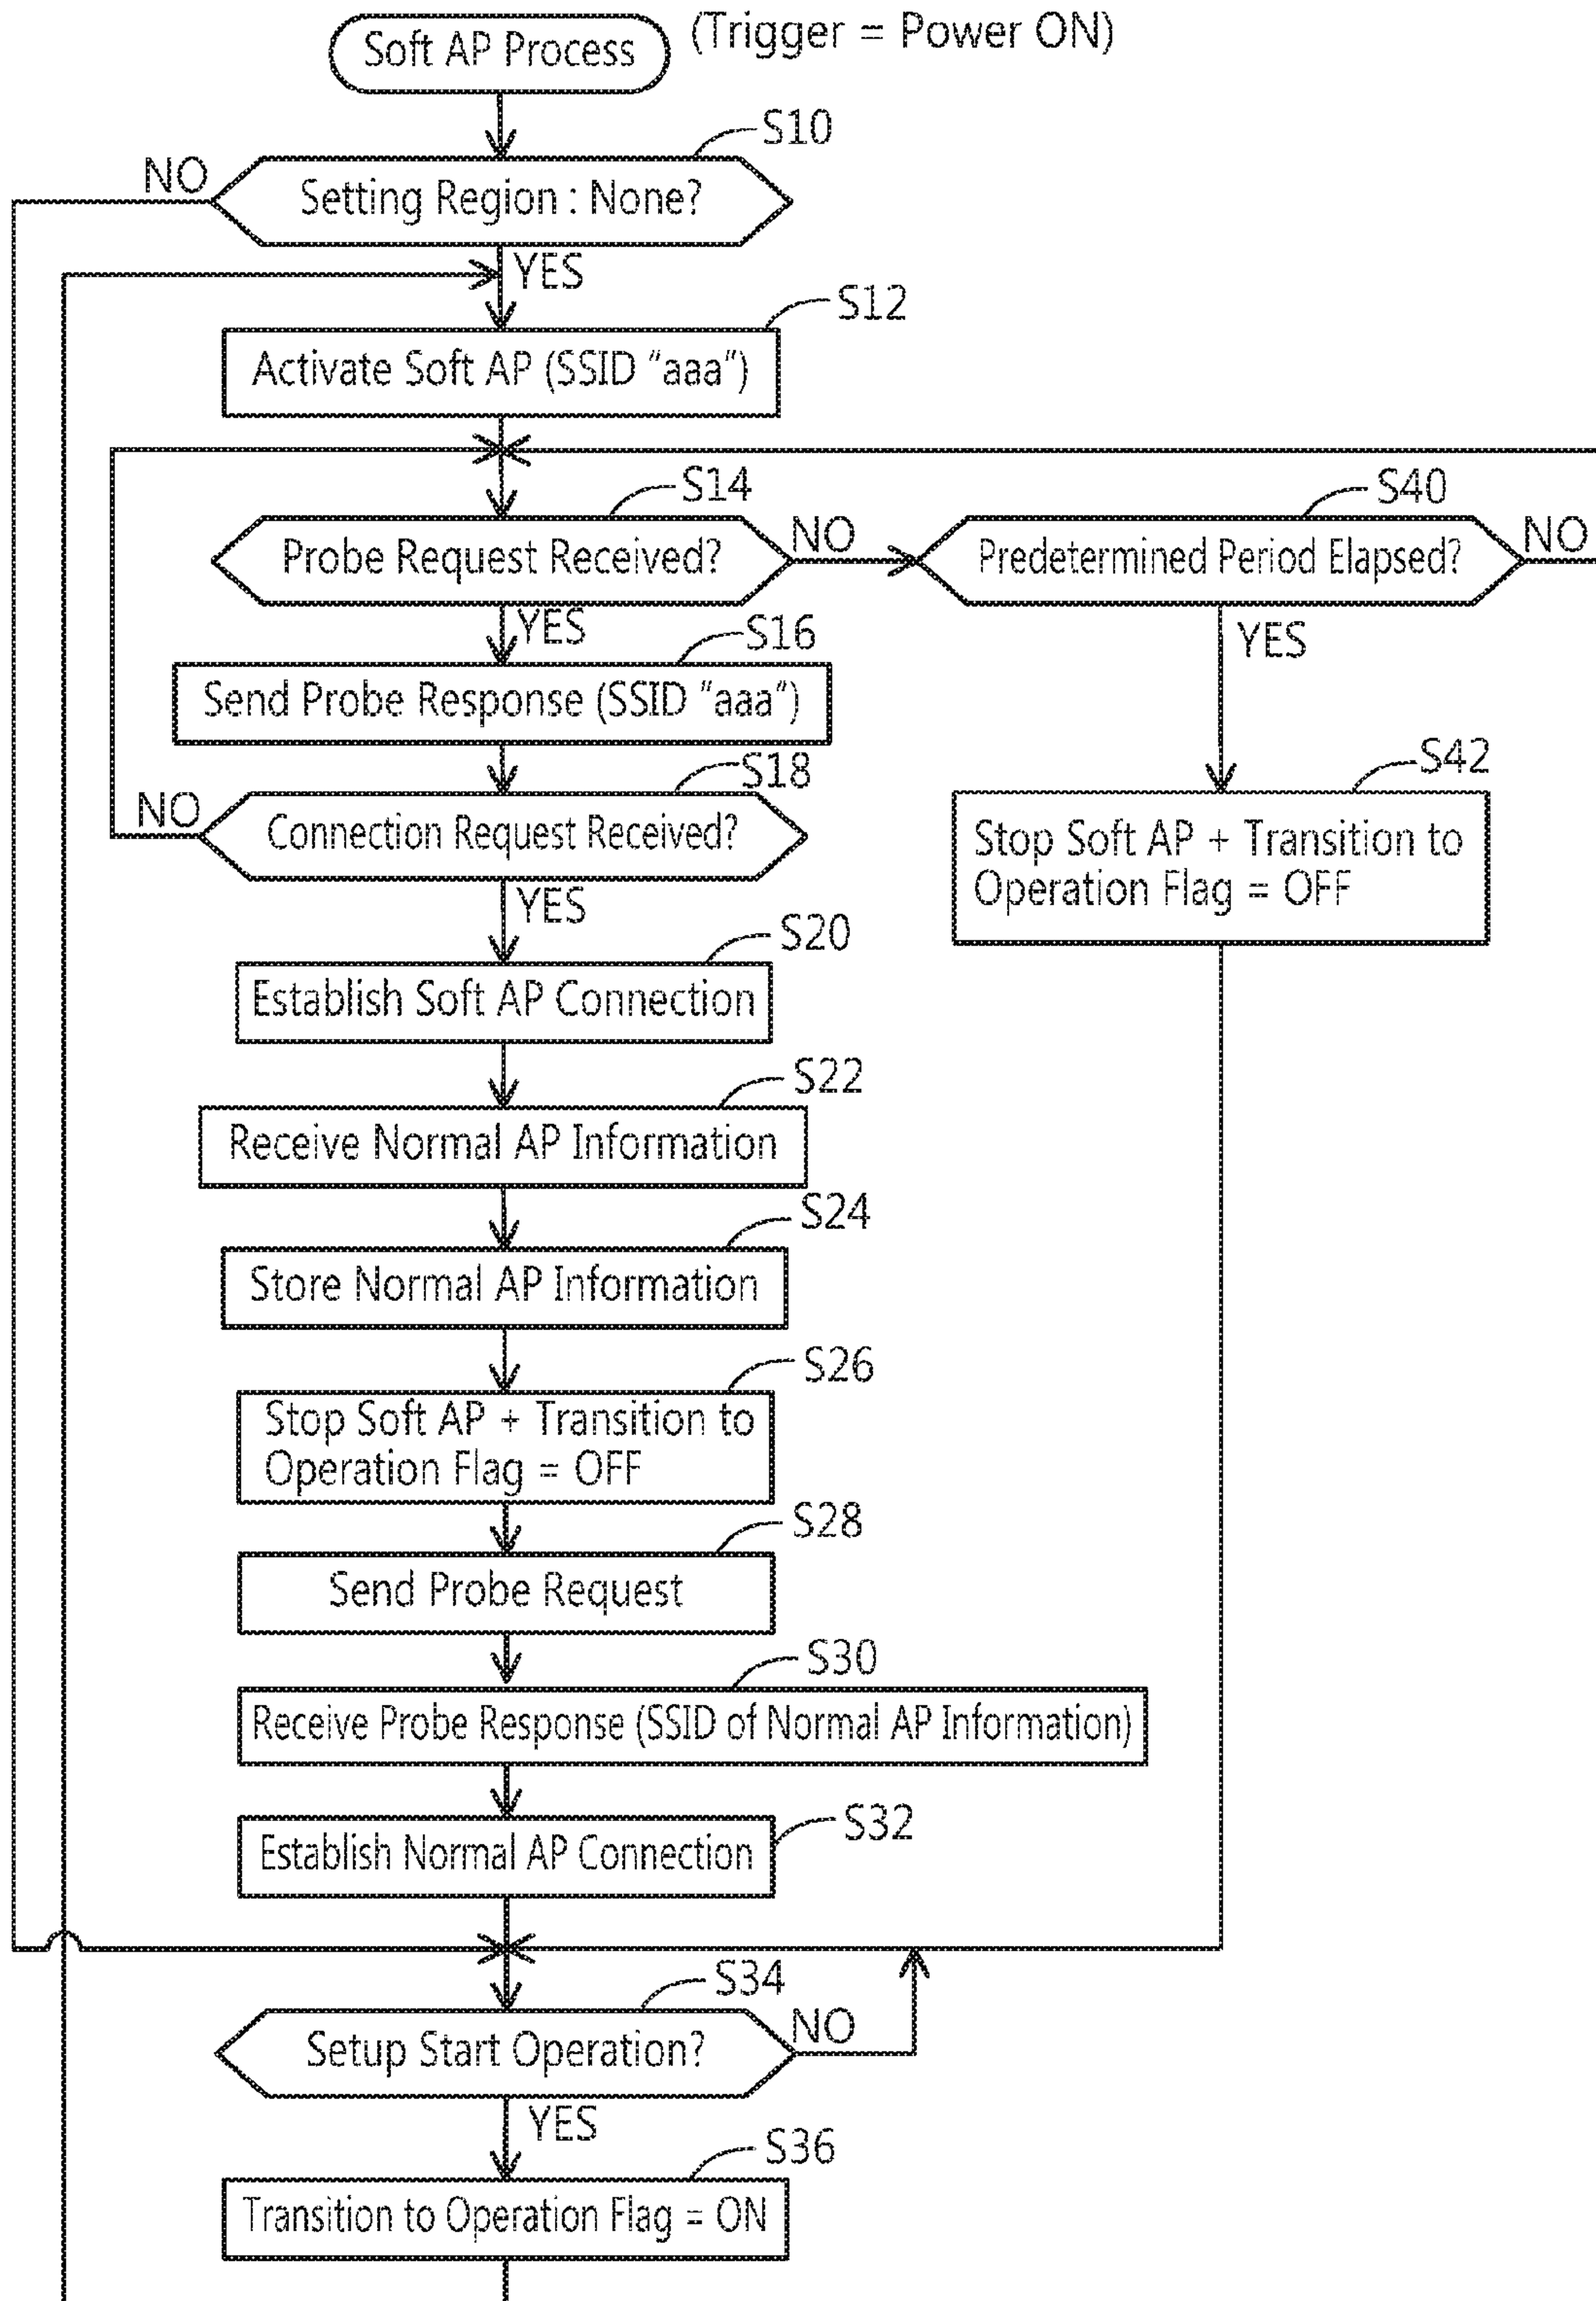 Soft AP Process
(Trigger = Power ON)
S10
NO
Setting Region : None?
YES
S12
Activate Soft AP (SSID "aaa")
S14
S40
Probe Request Received?
NO
Predetermined Period Elapsed?
NO
YES
S16
YES
Send Probe Response (SSID "aaa")
S18
S42
NO
Connection Request Received?
Stop Soft AP + Transition to
Operation Flag = OFF
YES
S20
Establish Soft AP Connection
S22
Receive Normal AP Information
S24
Store Normal AP Information
S26
Stop Soft AP + Transition to
Operation Flag = OFF
S28
Send Probe Request
S30
Receive Probe Response (SSID of Normal AP Information)
S32
Establish Normal AP Connection
S34
Setup Start Operation?
NO
YES
S36
Transition to Operation Flag = ON